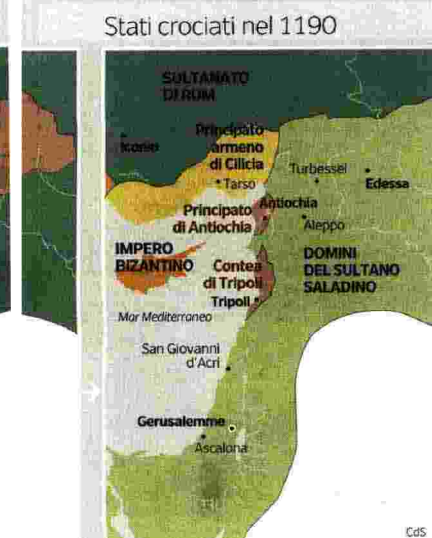 Stati crociati nel 1190
SULTANATO
DI RUM
Iconio
Principato
armeno
di Cilicia
Tarso
Turbessel
Edessa
Principato
di Antiochia
Antiochia
Aleppo
IMPERO
BIZANTINO
Contea
di Tripoli
Tripoli
DOMINI
DEL SULTANO
SALADINO
Mar Mediterraneo
San Giovanni
d'Acri
Gerusalemme
Ascalona
CdS